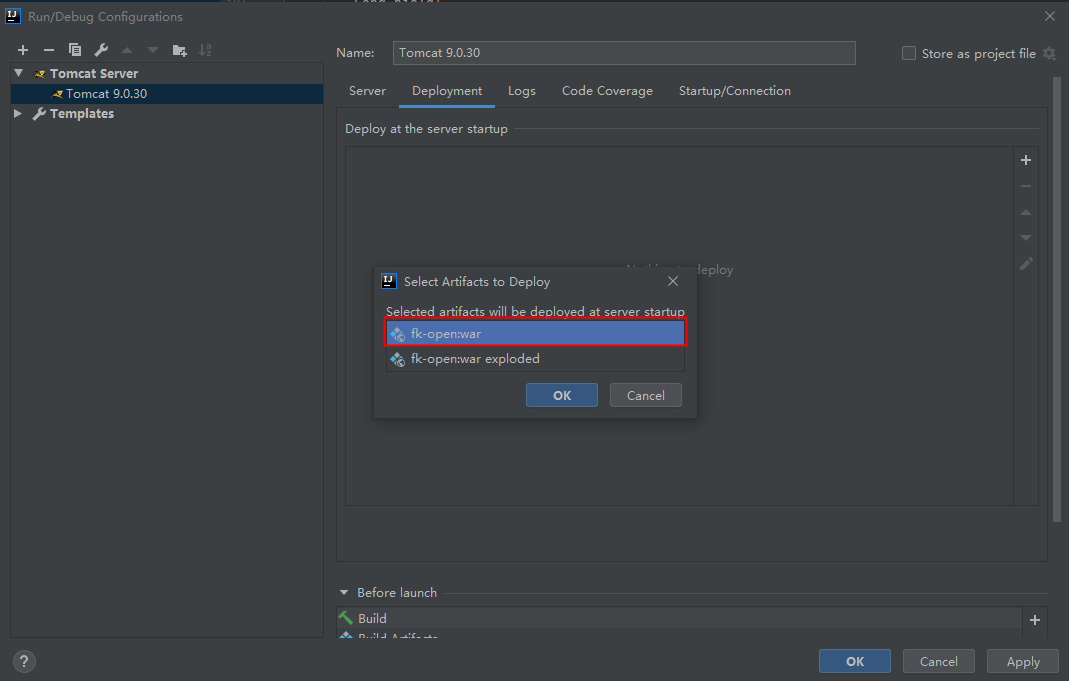 Run/Debug Configurations
Tomcat Server
Tomcat 9.0.30
Templates
Name: Tomcat 9.0.30
Store as project file
Server Deployment Logs Code Coverage Startup/Connection
Deploy at the server startup
deploy
Select Artifacts to Deploy
Selected artifacts will be deployed at server startup
fk-open:war
fk-open:war exploded
OK Cancel
Before launch
Build
Build Artifacts
? OK Cancel Apply